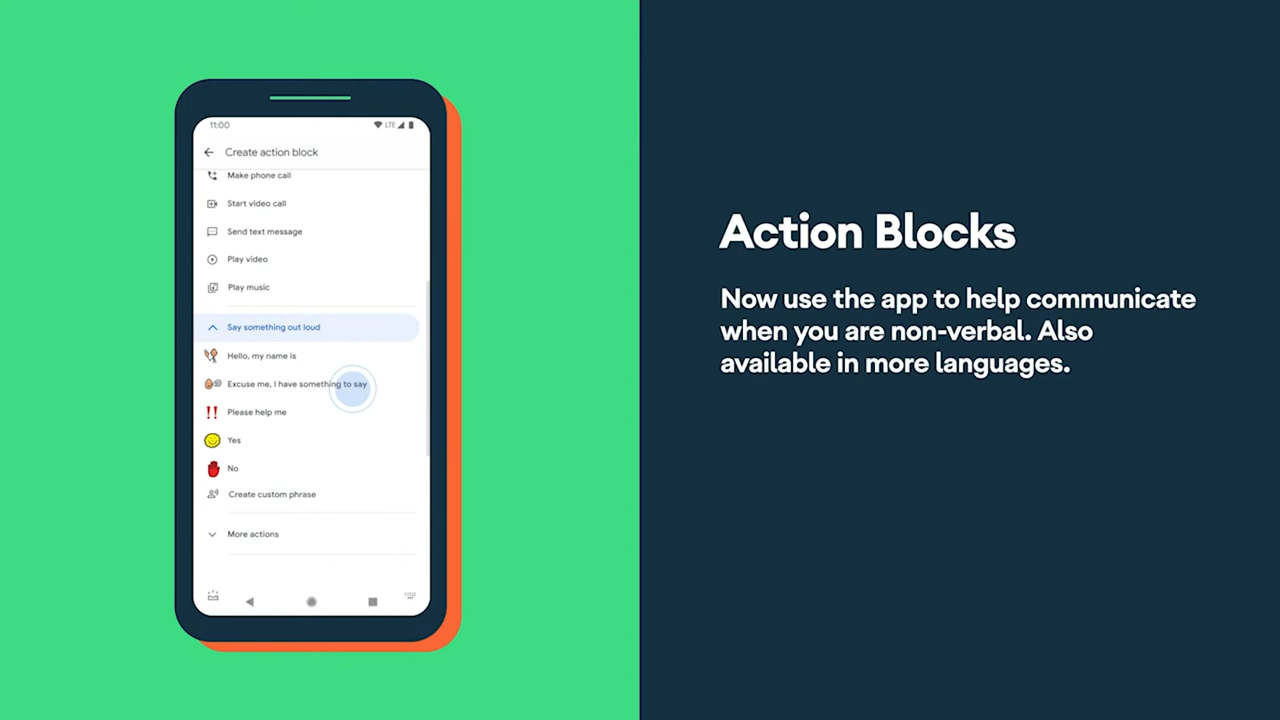 11:00
LTE
Create action block
Make phone call
Start video call
Send text message
Play video
Play music
Say something out loud
Hello, my name is
Excuse me, I have something to say
Please help me
Yes
No
Create custom phrase
More actions
Action Blocks
Now use the app to help communicate
when you are non-verbal. Also
available in more languages.